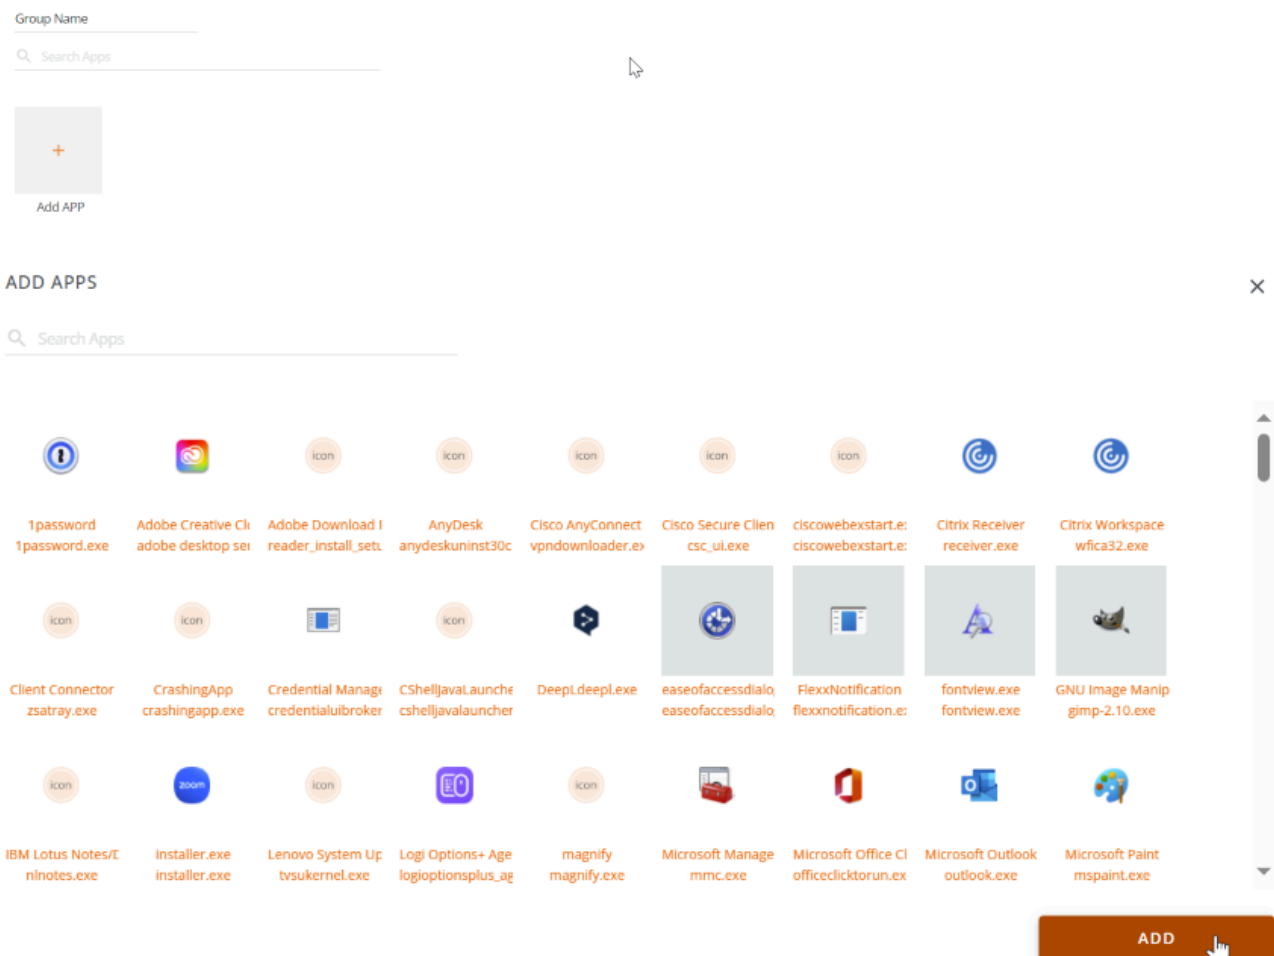 Group Name
Search Apps
+
Add APP
ADD APPS
Search Apps
icon icon icon icon icon
1password Adobe Creative Clo Adobe Download I AnyDesk Cisco AnyConnect Cisco Secure Clien ciscowebexstart.e: Citrix Receiver Citrix Workspace
1password.exe adobe desktop ser reader_install_setu anydeskuninst30c vpndownloader.ex csc_ui.exe ciscowebexstart.e: receiver.exe wfica32.exe
icon icon icon
Client Connector CrashingApp Credential Manage CShellJavaLaunche DeepLdeepl.exe easeofaccessdialo FlexxNotification fontview.exe GNU Image Manip
zsatray.exe crashingapp.exe credentialuibroker cshelljavalauncher easeofaccessdialo flexxnotification.e: fontview.exe gimp-2.10.exe
icon zoom icon icon
IBM Lotus Notes/D installer.exe Lenovo System Up Logi Options+ Age magnify Microsoft Manage Microsoft Office Cl Microsoft Outlook Microsoft Paint
nlnotes.exe installer.exe tvsukernel.exe logioptionsplus_ag magnify.exe mmc.exe officeclicktorun.ex outlook.exe mspaint.exe
ADD